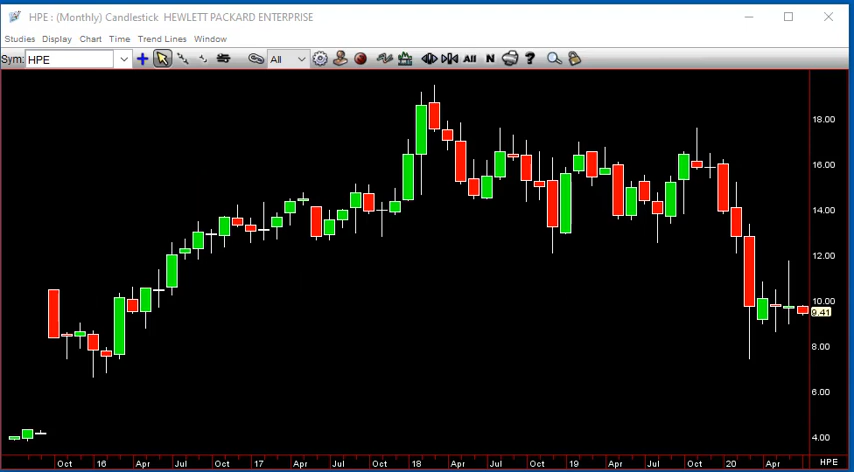 HPE : (Monthly) Candlestick HEWLETT PACKARD ENTERPRISE
Studies Display Chart Time Trend Lines Window
Sym: HPE All All N ?
18.00
16.00
14.00
12.00
10.00
9.41
8.00
6.00
4.00
Oct 16 Apr Jul Oct 17 Apr Jul Oct 18 Apr Jul Oct 19 Apr Jul Oct 20 Apr HPE